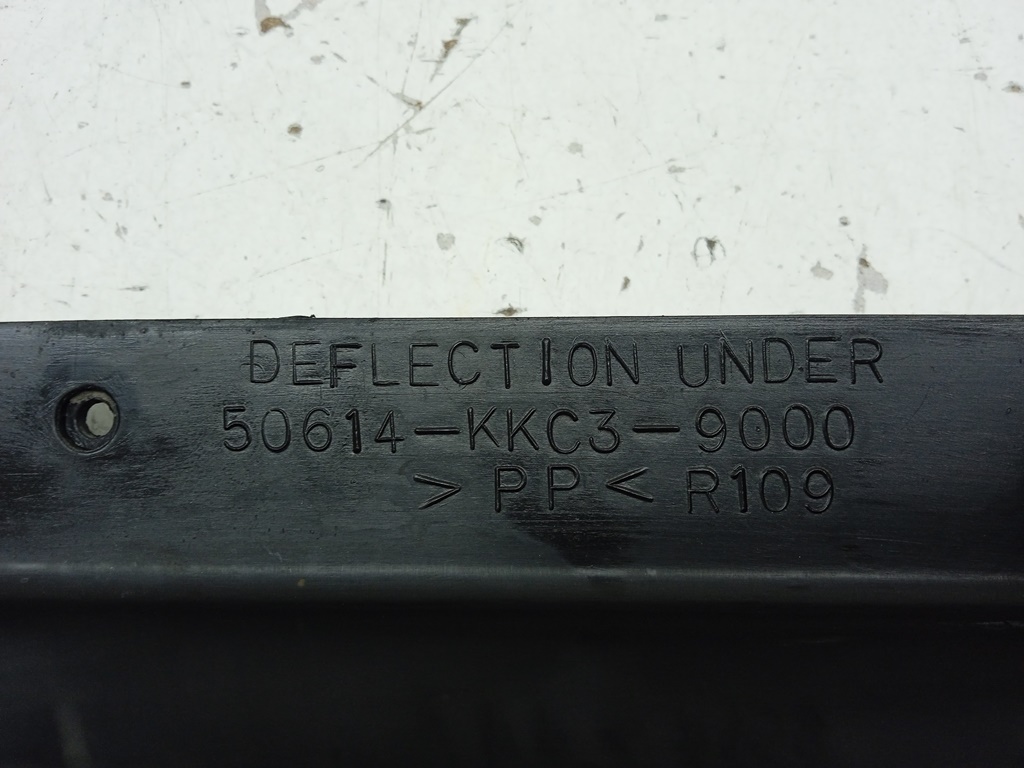 DEFLECTION UNDER
50614-KKC3-9000
>PP< R109